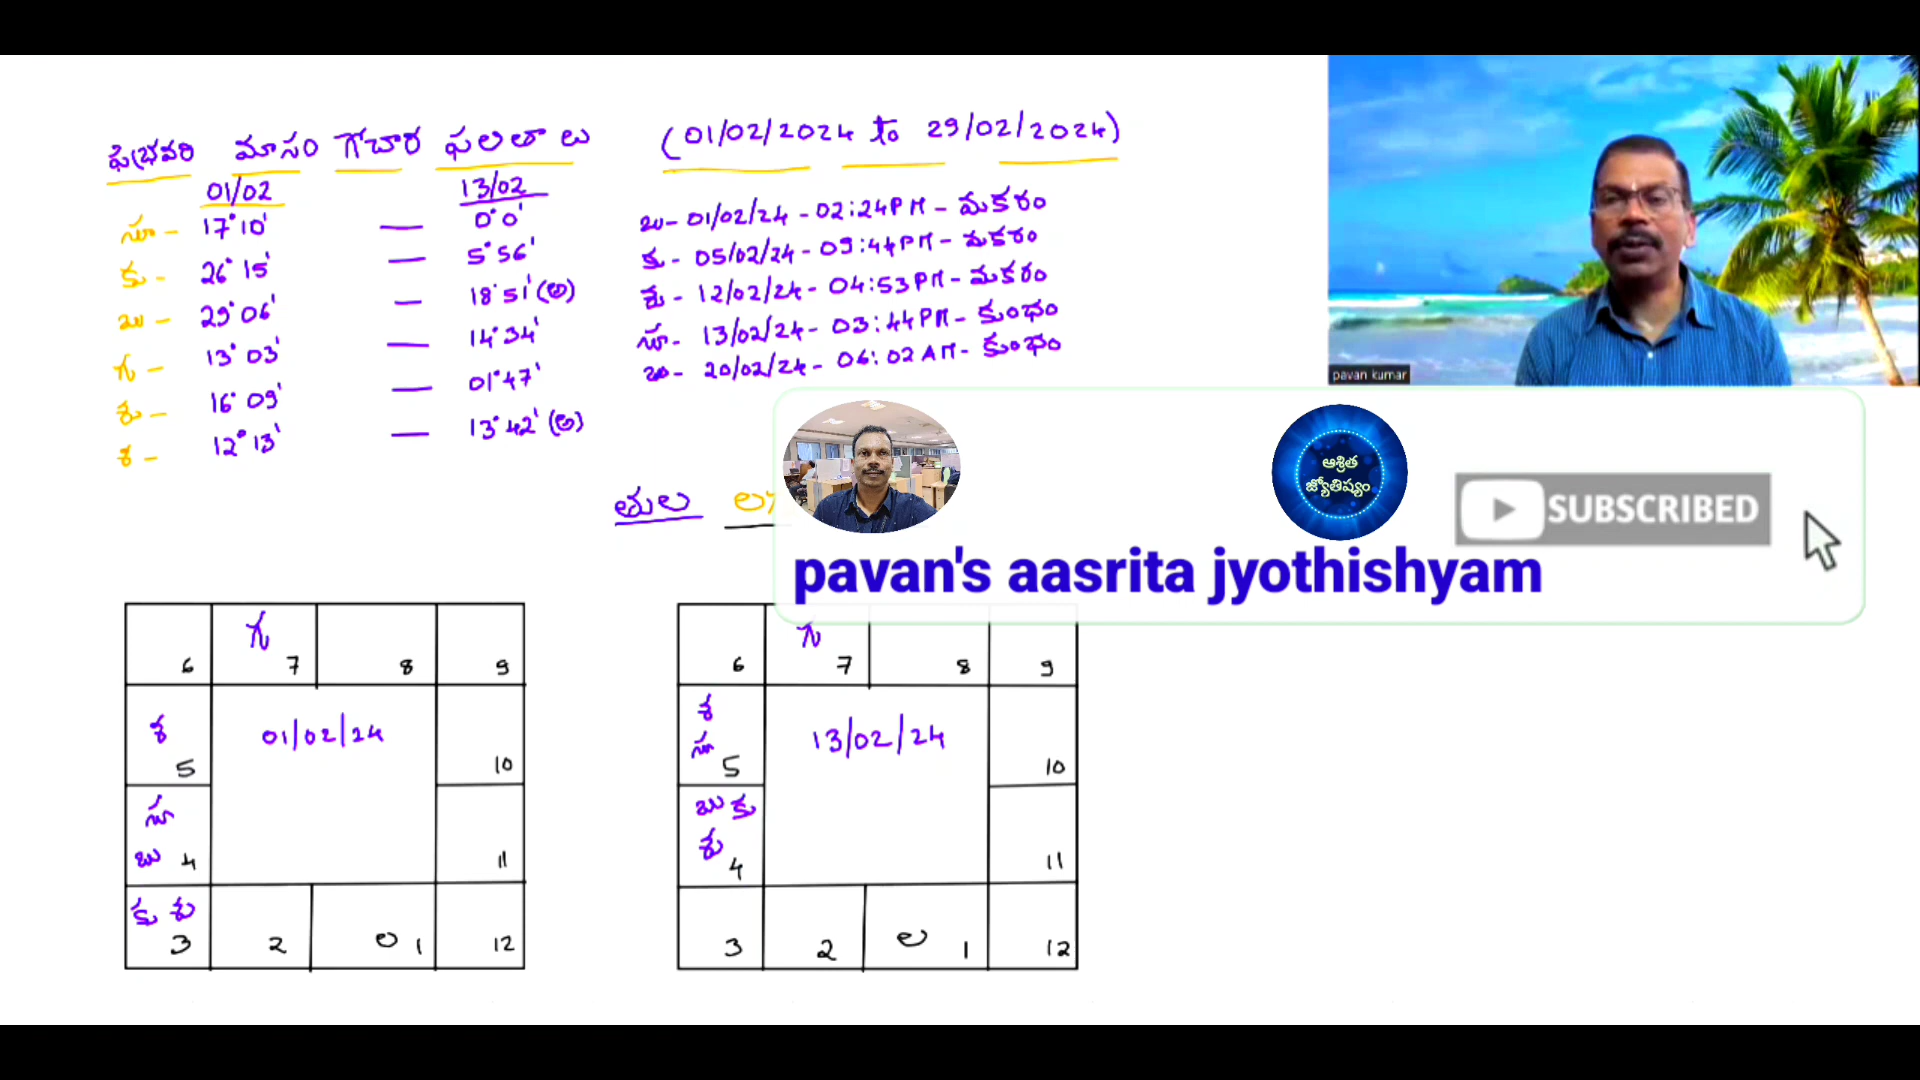 ఫిబ్రవరి మాసం గోచార ఫలితాలు (01/02/2024 to 29/02/2024)
01/02 13/02
సూ - 17°10' — 0°0'
కు - 26°15' — 5°56'
బు - 29°06' — 18°51' (అ)
గు - 13°03' — 14°34'
శు - 16°09' — 01°47'
శ - 12°13' — 13°42' (అ)
బు - 01/02/24 - 02:24PM - మకరం
కు - 05/02/24 - 09:44PM - మకరం
శు - 12/02/24 - 04:53PM - మకరం
సూ - 13/02/24 - 03:44PM - కుంభం
బు - 20/02/24 - 06:02AM - కుంభం
pavan kumar
తుల
ఆశ్రిత
జ్యోతిష్యం
SUBSCRIBED
pavan's aasrita jyothishyam
గు
6 7 8 9
శ
5
01/02/24
10
సూ
బు 4
11
కు శు
3 2 ల 1 12
గు
6 7 8 9
శ
సూ
5
13/02/24
10
బు కు
శు
4
11
3 2 ల 1 12